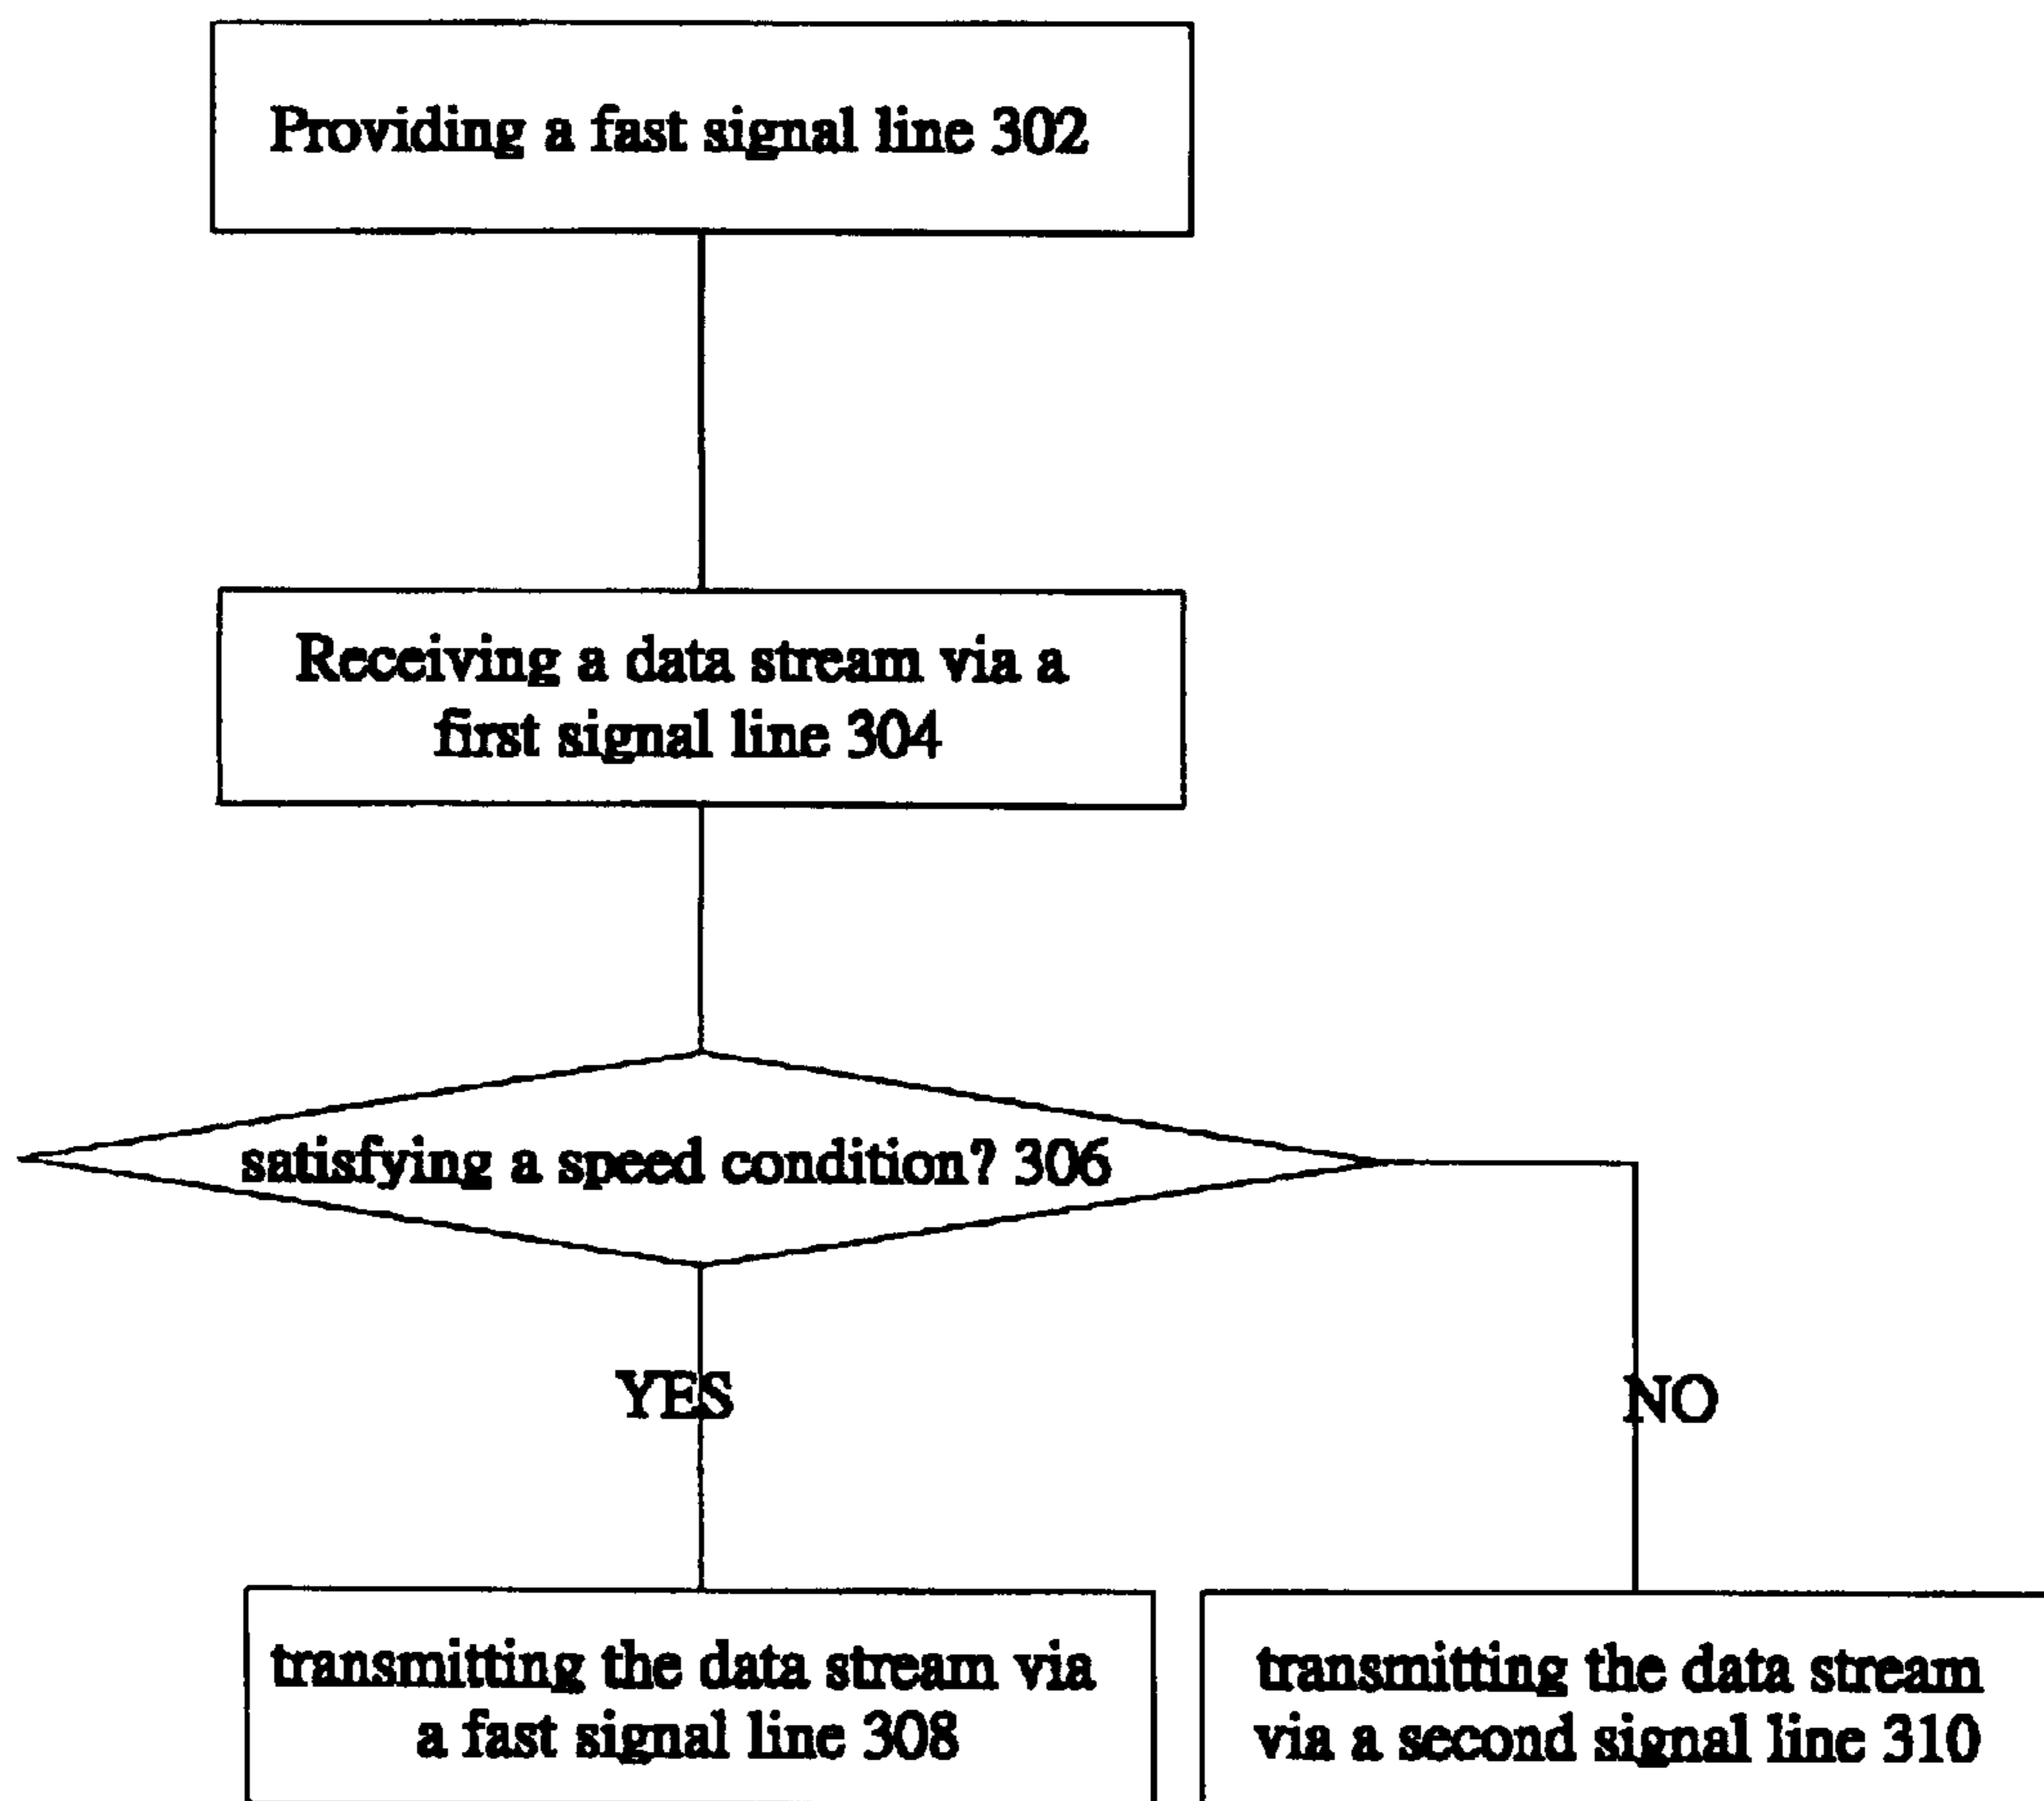 Providing a fast signal line 302
Receiving a data stream via a
first signal line 304
satisfying a speed condition? 306
YES
NO
transmitting the data stream via
a fast signal line 308
transmitting the data stream
via a second signal line 310